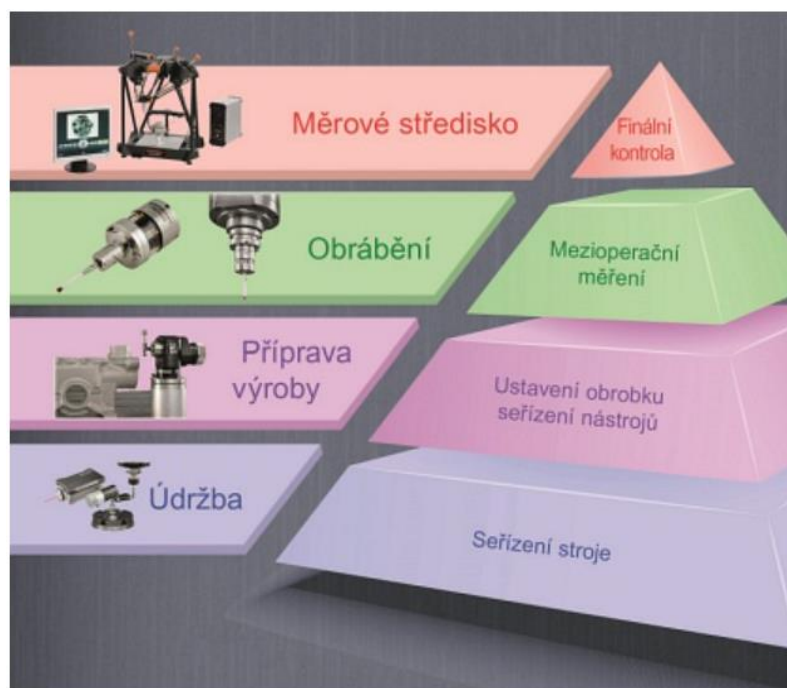 Měrové středisko
Finální
kontrola
Obrábění
Mezioperační
měření
Příprava
výroby
Ustavení obrobku
seřízení nástrojů
Údržba
Seřízení stroje